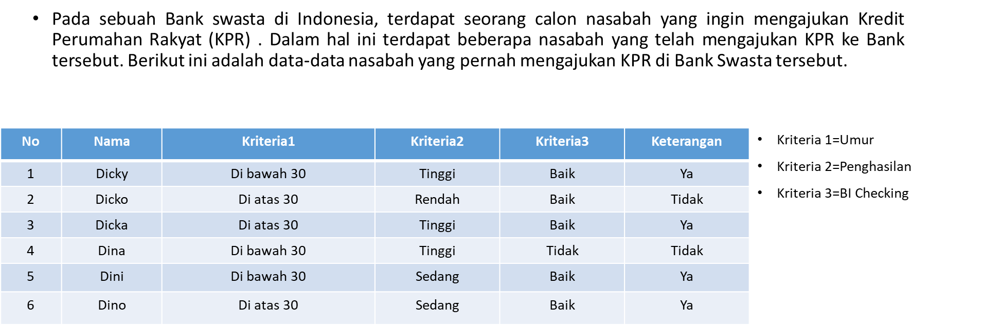 • Pada sebuah Bank swasta di Indonesia, terdapat seorang calon nasabah yang ingin mengajukan Kredit
Perumahan Rakyat (KPR) . Dalam hal ini terdapat beberapa nasabah yang telah mengajukan KPR ke Bank
tersebut. Berikut ini adalah data-data nasabah yang pernah mengajukan KPR di Bank Swasta tersebut.
No Nama Kriteria1 Kriteria2 Kriteria3 Keterangan
1 Dicky Di bawah 30 Tinggi Baik Ya
2 Dicko Di atas 30 Rendah Baik Tidak
3 Dicka Di atas 30 Tinggi Baik Ya
4 Dina Di bawah 30 Tinggi Tidak Tidak
5 Dini Di bawah 30 Sedang Baik Ya
6 Dino Di atas 30 Sedang Baik Ya
• Kriteria 1=Umur
• Kriteria 2=Penghasilan
• Kriteria 3=BI Checking